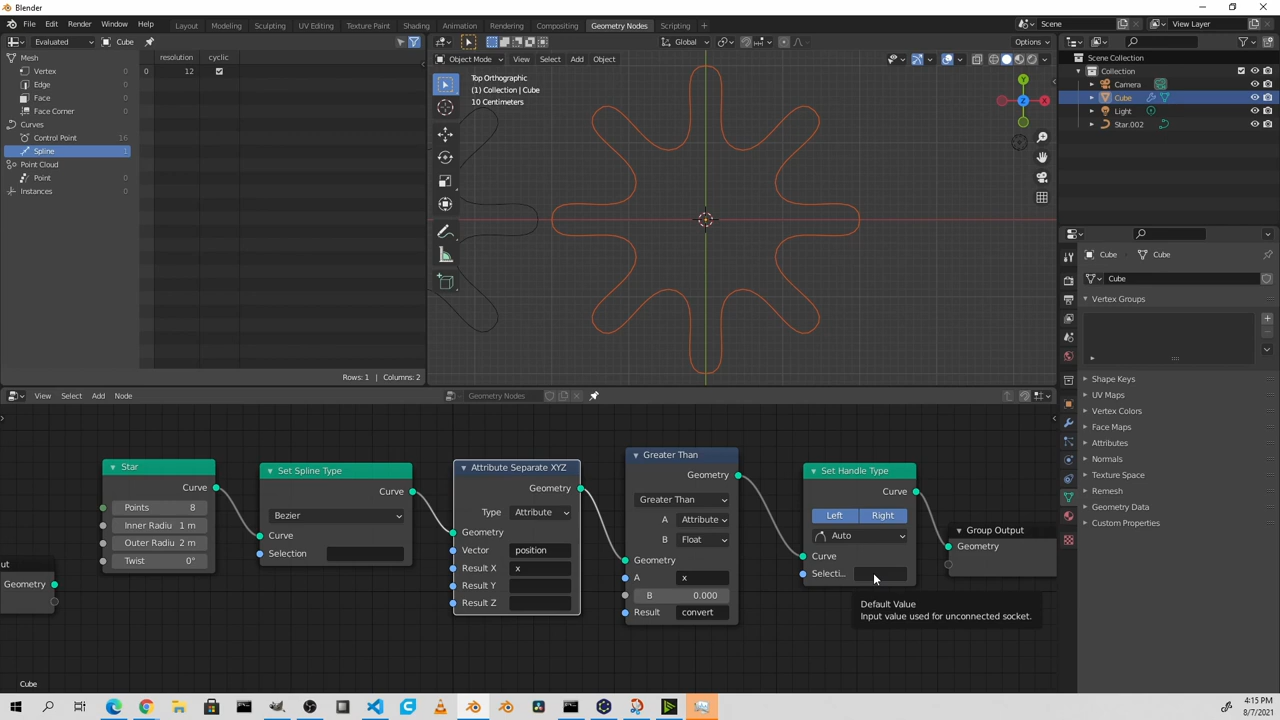 Blender
File Edit Render Window Help Layout Modeling Sculpting UV Editing Texture Paint Shading Animation Rendering Compositing Geometry Nodes Scripting + Scene View Layer
Evaluated Cube
Object Mode View Select Add Object Global Options
Mesh
Vertex 0
Edge 0
Face 0
Face Corner 0
Curves
Control Point 16
Spline 1
Point Cloud
Point 0
Instances 0
resolution cyclic
0 12
Rows: 1 | Columns: 2
Top Orthographic
(1) Collection | Cube
10 Centimeters
Y
X
Z
Scene Collection
Collection
Camera
Cube
Light
Star.002
Cube Cube
Cube
Vertex Groups
Shape Keys
UV Maps
Vertex Colors
Face Maps
Attributes
Normals
Texture Space
Remesh
Geometry Data
Custom Properties
View Select Add Node Geometry Nodes
ut
Geometry
Star
Curve
Points 8
Inner Radiu 1 m
Outer Radiu 2 m
Twist 0°
Set Spline Type
Curve
Bezier
Curve
Selection
Attribute Separate XYZ
Geometry
Type Attribute
Geometry
Vector position
Result X x
Result Y
Result Z
Greater Than
Geometry
Greater Than
A Attribute
B Float
Geometry
A x
B 0.000
Result convert
Set Handle Type
Curve
Left Right
Auto
Curve
Selecti...
Group Output
Geometry
Default Value
Input value used for unconnected socket.
Cube
4:15 PM
8/7/2021